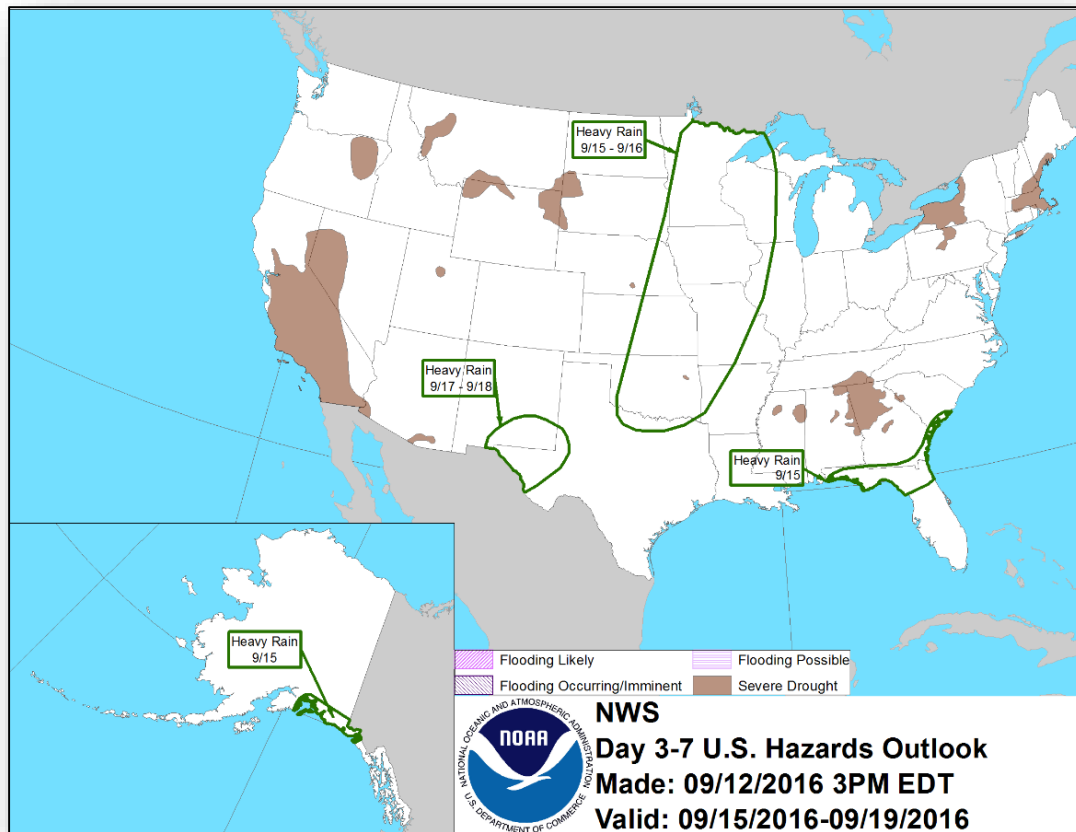 Heavy Rain
9/15 - 9/16
Heavy Rain
9/17 - 9/18
Heavy Rain
9/15
Heavy Rain
9/15
Flooding Likely
Flooding Possible
Flooding Occurring/Imminent
Severe Drought
NATIONAL OCEANIC AND ATMOSPHERIC ADMINISTRATION
NOAA
U.S. DEPARTMENT OF COMMERCE
NWS
Day 3-7 U.S. Hazards Outlook
Made: 09/12/2016 3PM EDT
Valid: 09/15/2016-09/19/2016